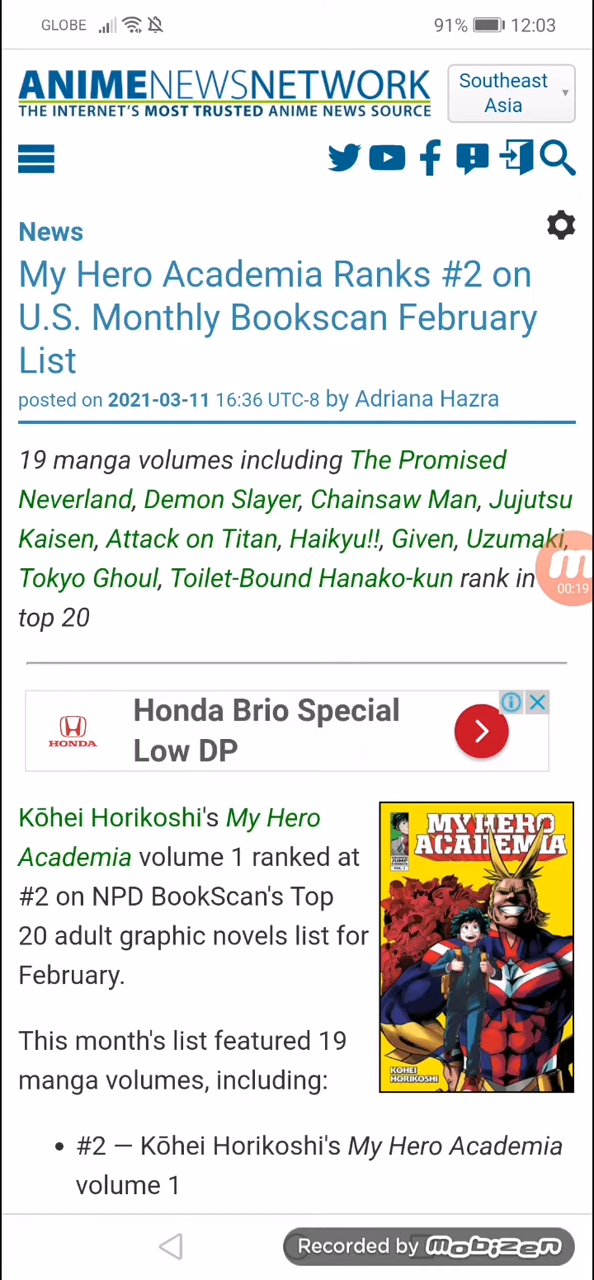 GLOBE 91% 12:03
ANIMENEWSNETWORK
THE INTERNET'S MOST TRUSTED ANIME NEWS SOURCE
Southeast
Asia
News
My Hero Academia Ranks #2 on
U.S. Monthly Bookscan February
List
posted on 2021-03-11 16:36 UTC-8 by Adriana Hazra
19 manga volumes including The Promised
Neverland, Demon Slayer, Chainsaw Man, Jujutsu
Kaisen, Attack on Titan, Haikyu!!, Given, Uzumaki,
Tokyo Ghoul, Toilet-Bound Hanako-kun rank in
top 20
00:19
Honda Brio Special
Low DP
HONDA
Kōhei Horikoshi's My Hero
Academia volume 1 ranked at
#2 on NPD BookScan's Top
20 adult graphic novels list for
February.
MY HERO
ACADEMIA
KOHEI
HORIKOSHI
This month's list featured 19
manga volumes, including:
• #2 — Kōhei Horikoshi's My Hero Academia
volume 1
Recorded by mobizen